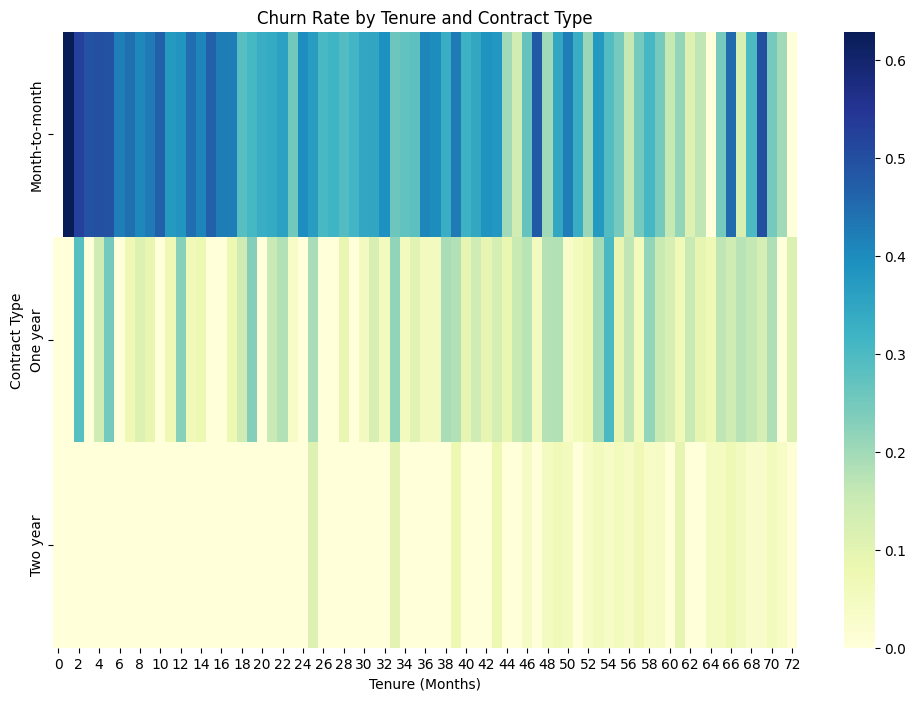 Churn Rate by Tenure and Contract Type
Contract Type
Month-to-month
One year
Two year
0 2 4 6 8 10 12 14 16 18 20 22 24 26 28 30 32 34 36 38 40 42 44 46 48 50 52 54 56 58 60 62 64 66 68 70 72
Tenure (Months)
0.6
0.5
0.4
0.3
0.2
0.1
0.0